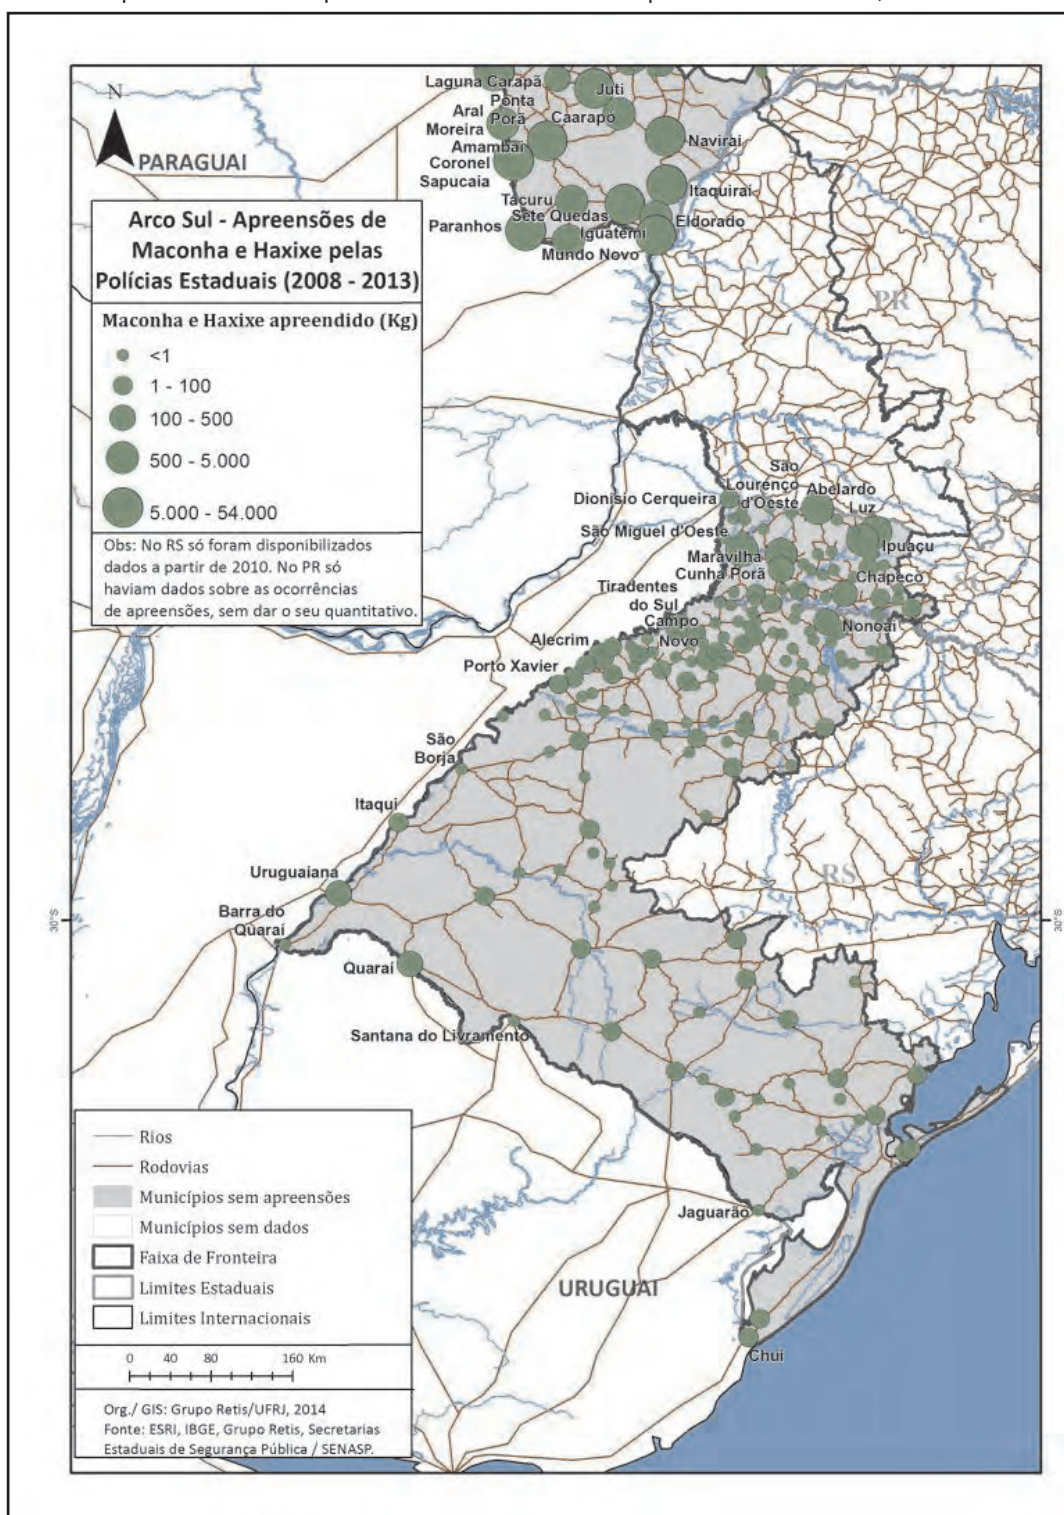 N
PARAGUAI
Arco Sul - Apreensões de
Maconha e Haxixe pelas
Polícias Estaduais (2008 - 2013)
Maconha e Haxixe apreendido (Kg)
<1
1 - 100
100 - 500
500 - 5.000
5.000 - 54.000
Obs: No RS só foram disponibilizados
dados a partir de 2010. No PR só
haviam dados sobre as ocorrências
de apreensões, sem dar o seu quantitativo.
Laguna Carapã
Ponta
Porã
Juti
Aral
Moreira
Caarapó
Amambai
Naviraí
Coronel
Sapucaia
Itaquiraí
Tacuru
Sete Quedas
Paranhos
Iguatemi
Eldorado
Mundo Novo
PR
São
Lourenço
d'Oeste
Dionísio Cerqueira
Abelardo
Luz
São Miguel d'Oeste
Ipuaçu
Maravilha
Cunha Porã
Chapecó
SC
Tiradentes
do Sul
Campo
Novo
Nonoai
Alecrim
Porto Xavier
São
Borja
Itaqui
RS
Uruguaiana
Barra do
Quaraí
30°S
30°S
Quaraí
Santana do Livramento
Jaguarão
URUGUAI
Chui
Rios
Rodovias
Municípios sem apreensões
Municípios sem dados
Faixa de Fronteira
Limites Estaduais
Limites Internacionais
0 40 80 160 Km
Org./ GIS: Grupo Retis/UFRJ, 2014
Fonte: ESRI, IBGE, Grupo Retis, Secretarias
Estaduais de Segurança Pública / SENASP.